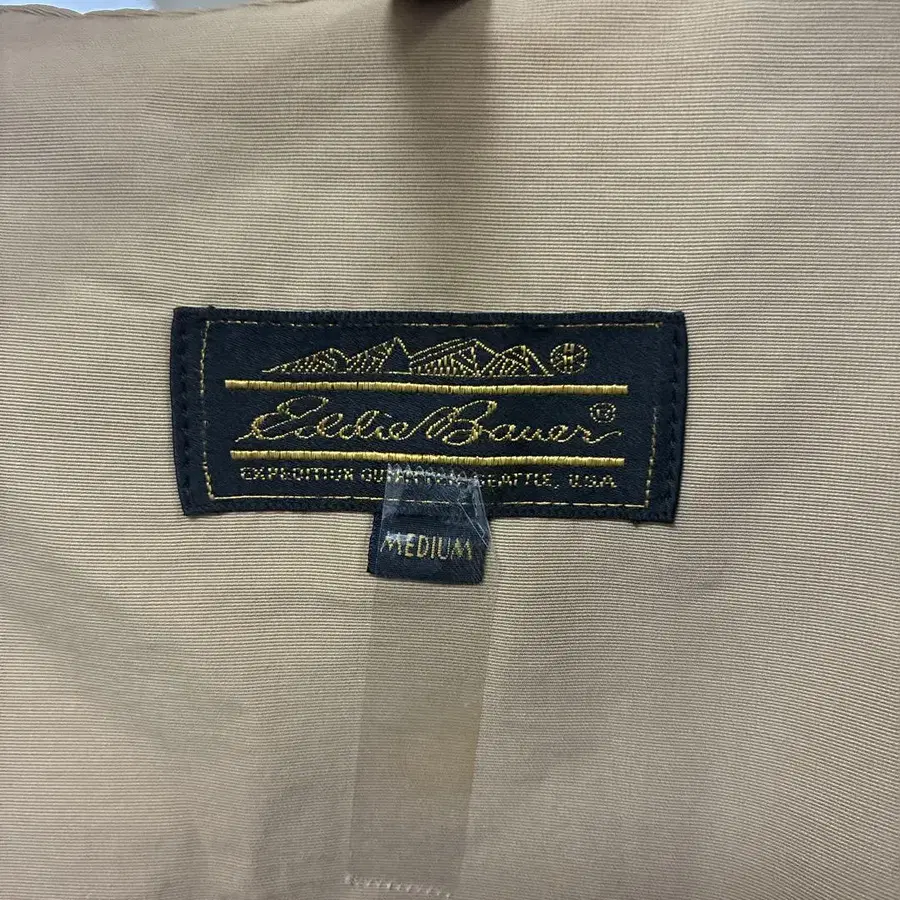 Eddie Bauer®
EXPEDITION OUTFITTER SEATTLE, U.S.A.
MEDIUM